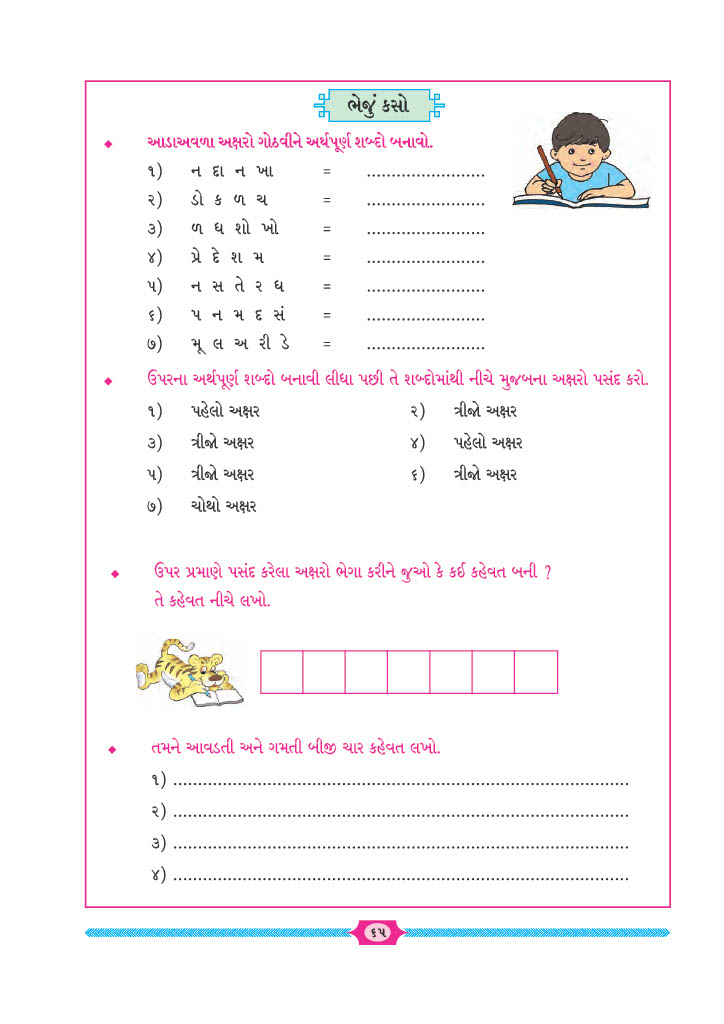 ભેજું કસો
આડાઅવળા અક્ષરો ગોઠવીને અર્થપૂર્ણ શબ્દો બનાવો.
૧) ન દા ન ખા = ........................
૨) ડો ક ળ ચ = ........................
૩) ળ ધ શો ખો = ........................
૪) પ્રે દે શ મ = ........................
૫) ન સ તે ર ધ = ........................
૬) પ ન મ દ સં = ........................
૭) મૂ લ અ રી ડે = ........................
ઉપરના અર્થપૂર્ણ શબ્દો બનાવી લીધા પછી તે શબ્દોમાંથી નીચે મુજબના અક્ષરો પસંદ કરો.
૧) પહેલો અક્ષર ૨) ત્રીજો અક્ષર
૩) ત્રીજો અક્ષર ૪) પહેલો અક્ષર
૫) ત્રીજો અક્ષર ૬) ત્રીજો અક્ષર
૭) ચોથો અક્ષર
ઉપર પ્રમાણે પસંદ કરેલા અક્ષરો ભેગા કરીને જુઓ કે કઈ કહેવત બની ?
તે કહેવત નીચે લખો.
તમને આવડતી અને ગમતી બીજી ચાર કહેવત લખો.
૧) ............................................................................................
૨) ............................................................................................
૩) ............................................................................................
૪) ............................................................................................
૬૫